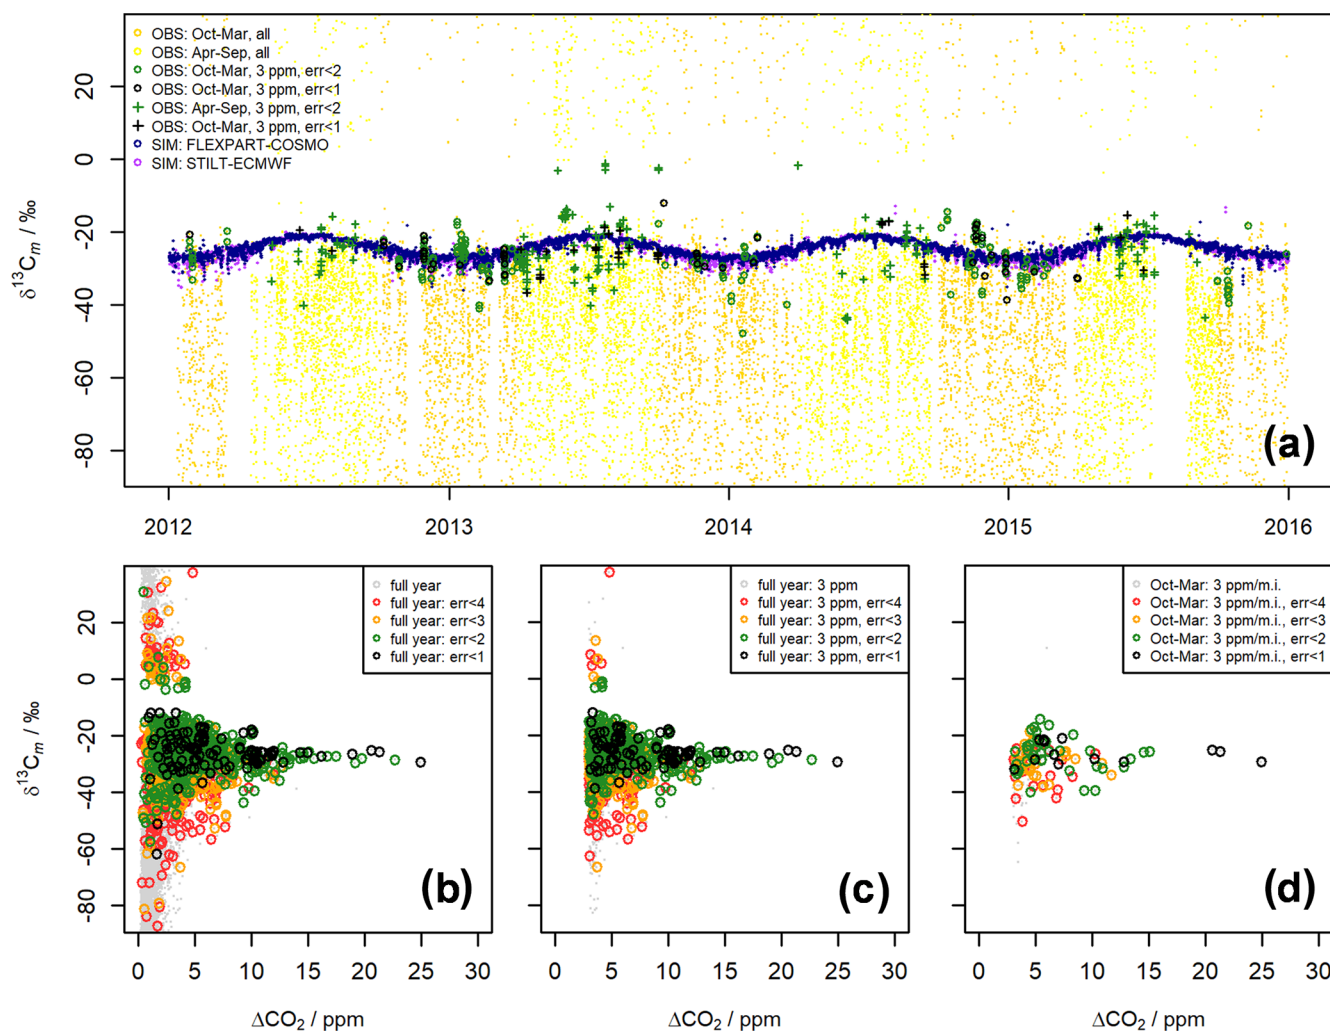 OBS: Oct-Mar, all
OBS: Apr-Sep, all
OBS: Oct-Mar, 3 ppm, err<2
OBS: Oct-Mar, 3 ppm, err<1
OBS: Apr-Sep, 3 ppm, err<2
OBS: Oct-Mar, 3 ppm, err<1
SIM: FLEXPART-COSMO
SIM: STILT-ECMWF
δ¹³Cₘ / ‰
20
0
-20
-40
-60
-80
(a)
2012
2013
2014
2015
2016
δ¹³Cₘ / ‰
20
0
-20
-40
-60
-80
full year
full year: err<4
full year: err<3
full year: err<2
full year: err<1
(b)
0 5 10 15 20 25 30
ΔCO₂ / ppm
full year: 3 ppm
full year: 3 ppm, err<4
full year: 3 ppm, err<3
full year: 3 ppm, err<2
full year: 3 ppm, err<1
(c)
0 5 10 15 20 25 30
ΔCO₂ / ppm
Oct-Mar: 3 ppm/m.i.
Oct-Mar: 3 ppm/m.i., err<4
Oct-Mar: 3 ppm/m.i., err<3
Oct-Mar: 3 ppm/m.i., err<2
Oct-Mar: 3 ppm/m.i., err<1
(d)
0 5 10 15 20 25 30
ΔCO₂ / ppm